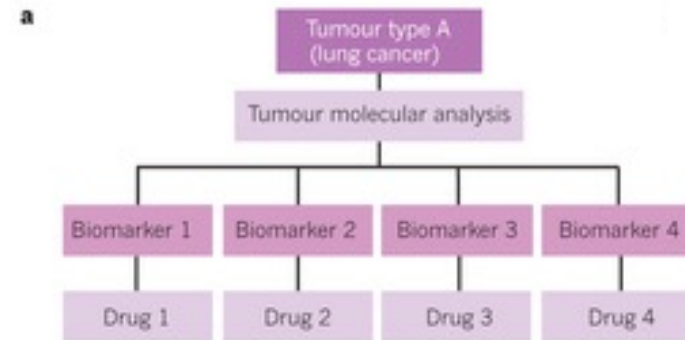 a
Tumour type A
(lung cancer)
Tumour molecular analysis
Biomarker 1 Biomarker 2 Biomarker 3 Biomarker 4
Drug 1 Drug 2 Drug 3 Drug 4